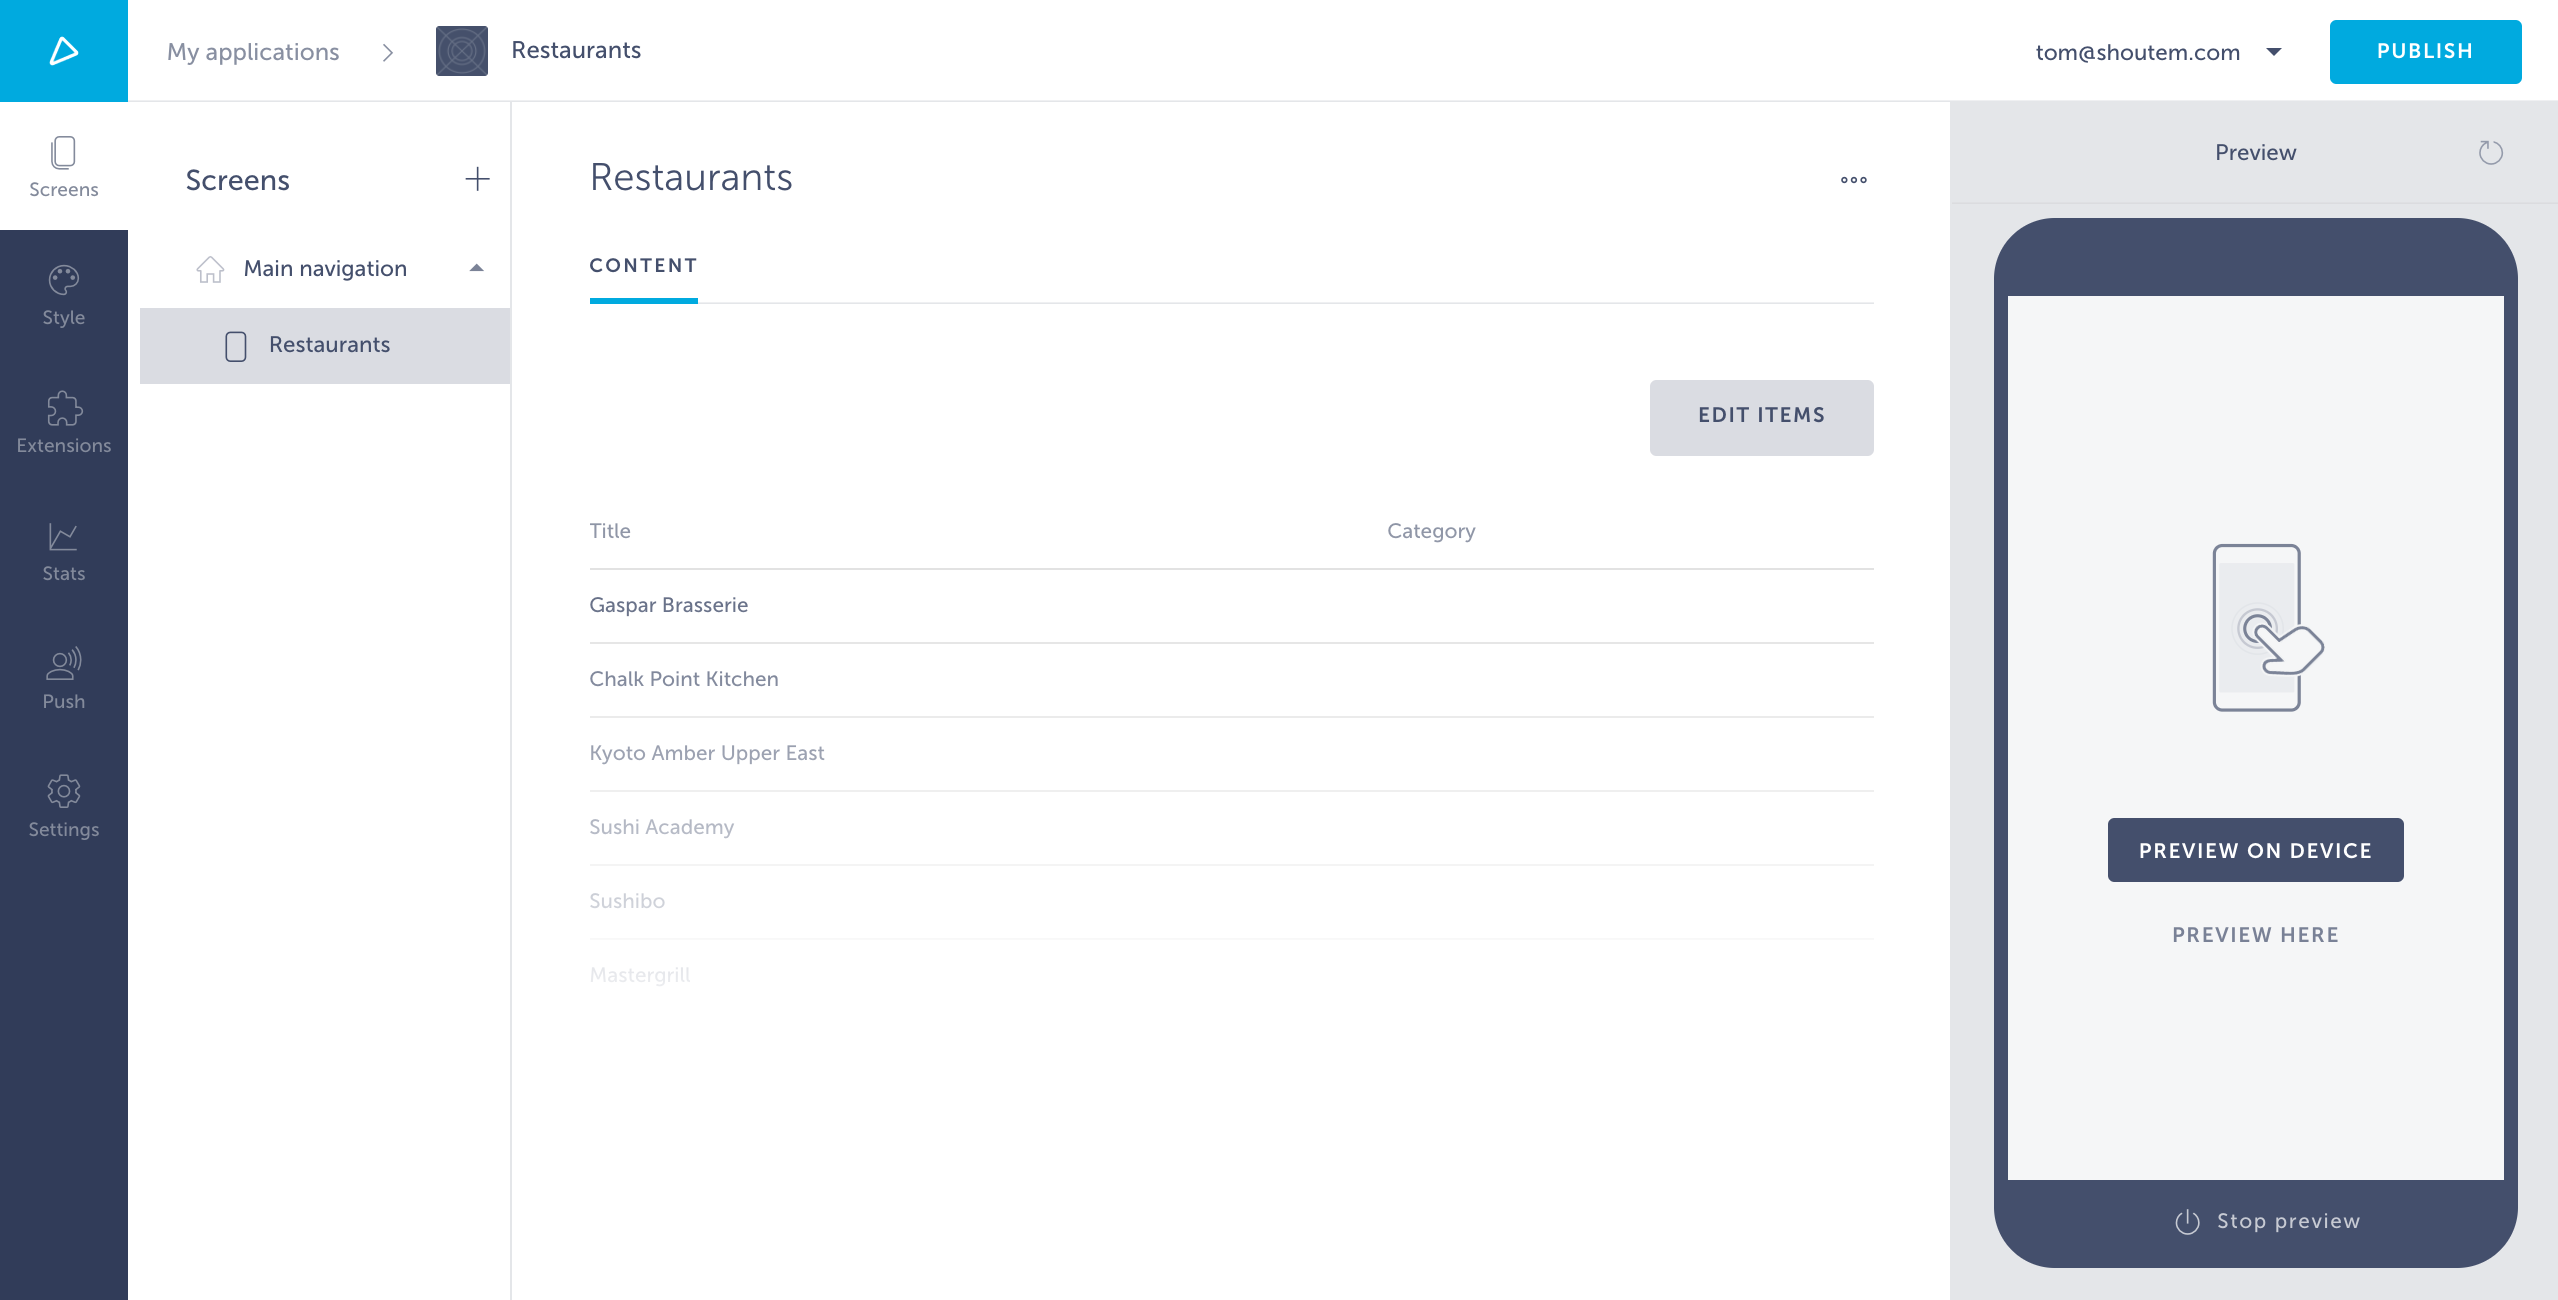 My applications
Restaurants
tom@shoutem.com
PUBLISH
Screens
Style
Extensions
Stats
Push
Settings
Screens
Main navigation
Restaurants
Restaurants
CONTENT
EDIT ITEMS
Title Category
Gaspar Brasserie
Chalk Point Kitchen
Kyoto Amber Upper East
Sushi Academy
Sushibo
Mastergrill
Preview
PREVIEW ON DEVICE
PREVIEW HERE
Stop preview